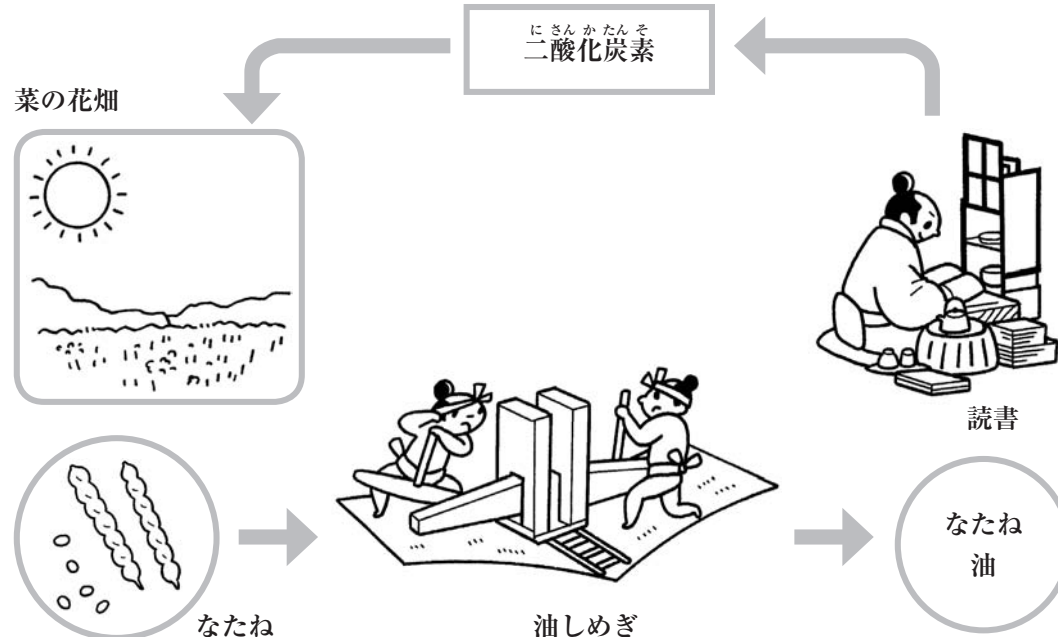 にさんかたんそ
二酸化炭素
菜の花畑
読書
なたね
油
なたね
油しめぎ